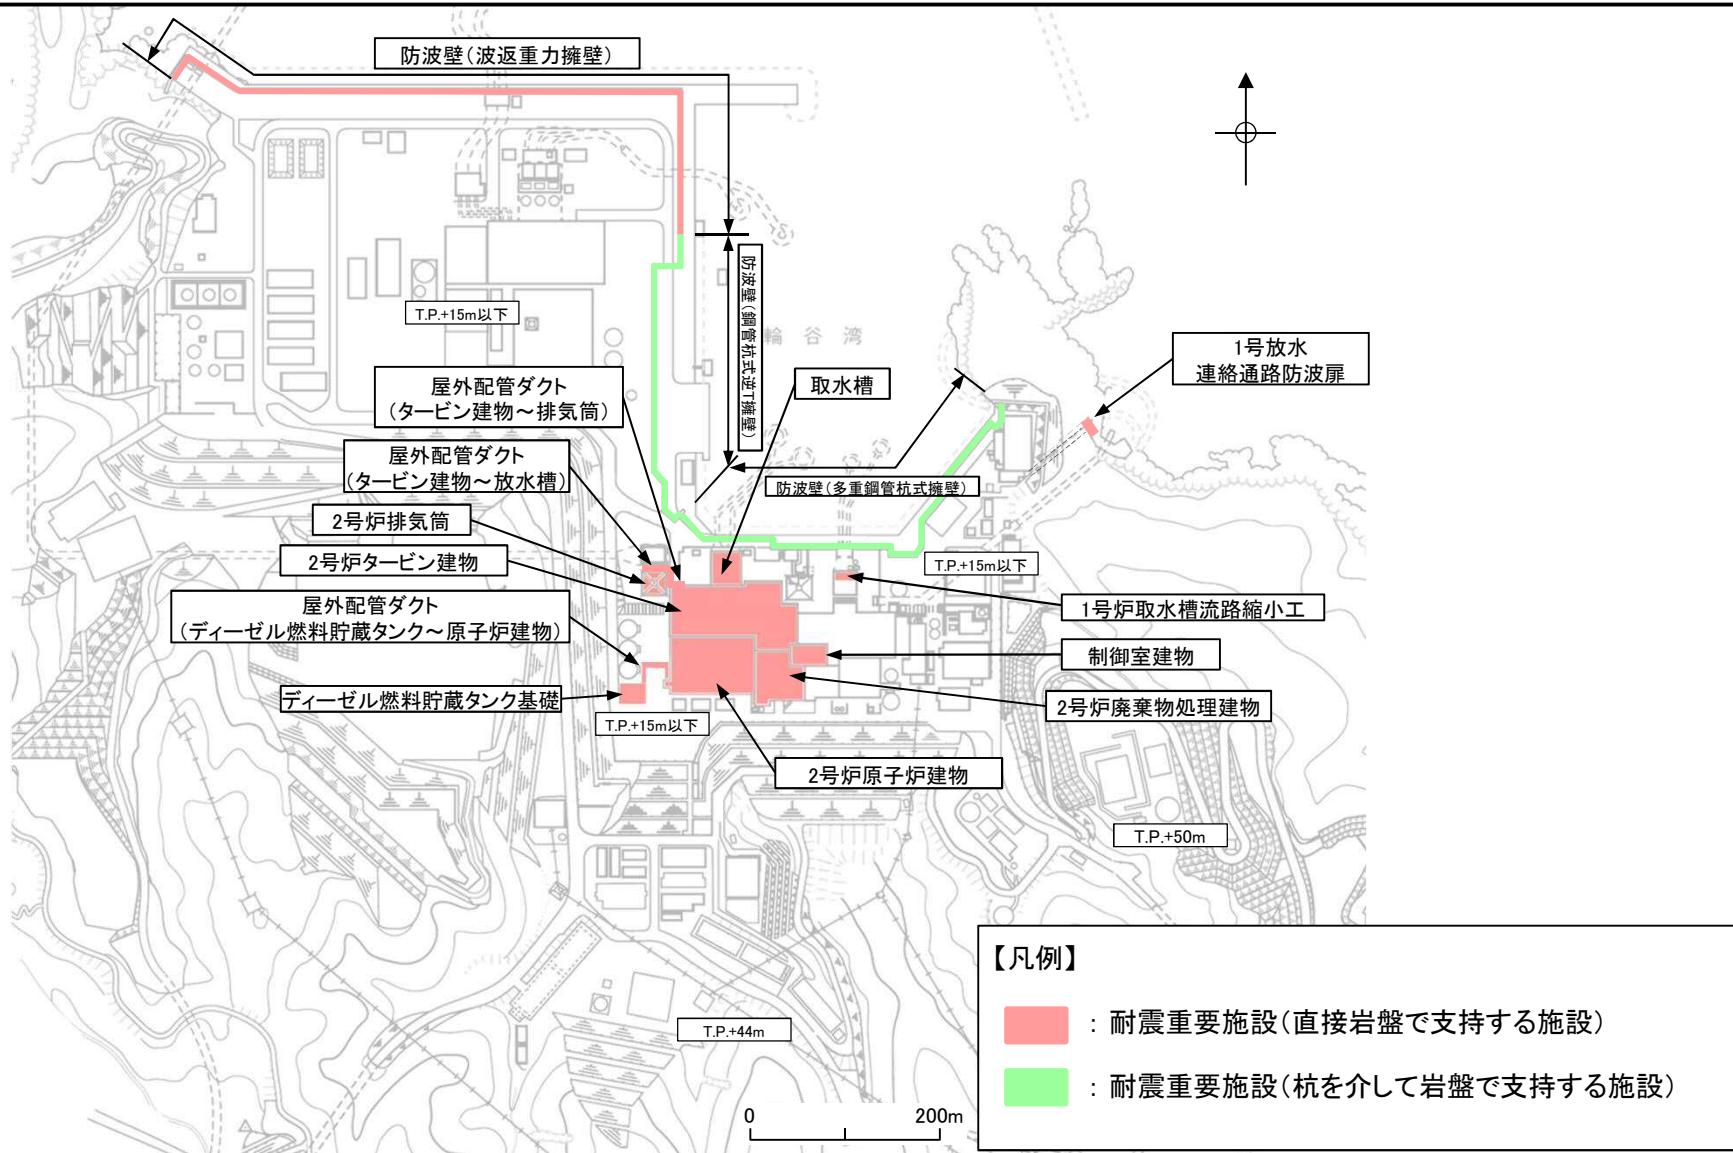 防波壁(波返重力擁壁)
防波壁(鋼管杭式逆T擁壁)
T.P.+15m以下
輪谷湾
1号放水
連絡通路防波扉
屋外配管ダクト
(タービン建物~排気筒)
取水槽
屋外配管ダクト
(タービン建物~放水槽)
防波壁(多重鋼管杭式擁壁)
2号炉排気筒
2号炉タービン建物
T.P.+15m以下
屋外配管ダクト
(ディーゼル燃料貯蔵タンク~原子炉建物)
1号炉取水槽流路縮小工
制御室建物
ディーゼル燃料貯蔵タンク基礎
2号炉廃棄物処理建物
T.P.+15m以下
2号炉原子炉建物
T.P.+50m
T.P.+44m
【凡例】
:耐震重要施設(直接岩盤で支持する施設)
:耐震重要施設(杭を介して岩盤で支持する施設)
0 200m